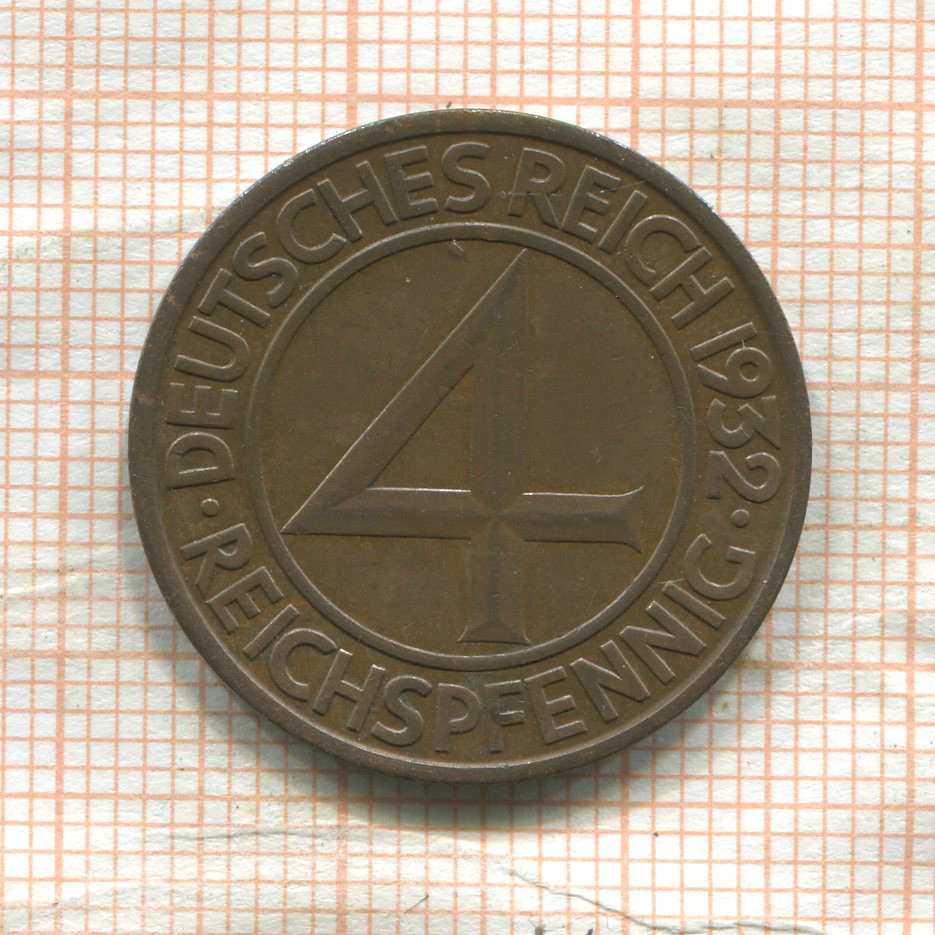 DEUTSCHES REICH 1932
· REICHSPFENNIG ·
4